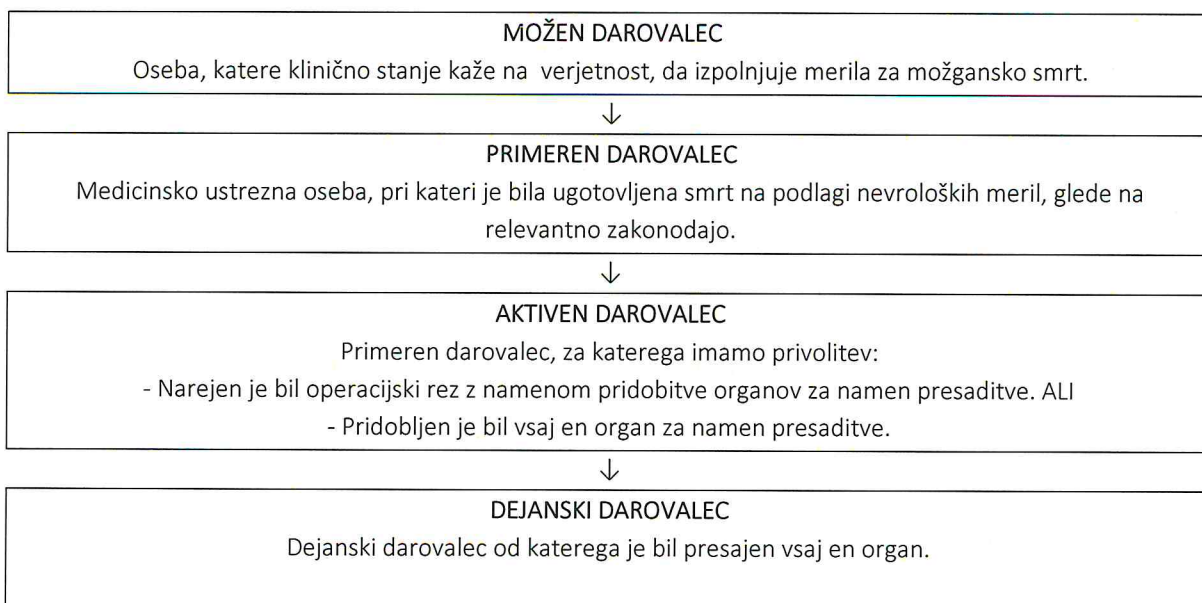 MOŽEN DAROVALEC
Oseba, katere klinično stanje kaže na verjetnost, da izpolnjuje merila za možgansko smrt.
↓
PRIMEREN DAROVALEC
Medicinsko ustrezna oseba, pri kateri je bila ugotovljena smrt na podlagi nevroloških meril, glede na
relevantno zakonodajo.
↓
AKTIVEN DAROVALEC
Primeren darovalec, za katerega imamo privolitev:
- Narejen je bil operacijski rez z namenom pridobitve organov za namen presaditve. ALI
- Pridobljen je bil vsaj en organ za namen presaditve.
↓
DEJANSKI DAROVALEC
Dejanski darovalec od katerega je bil presajen vsaj en organ.